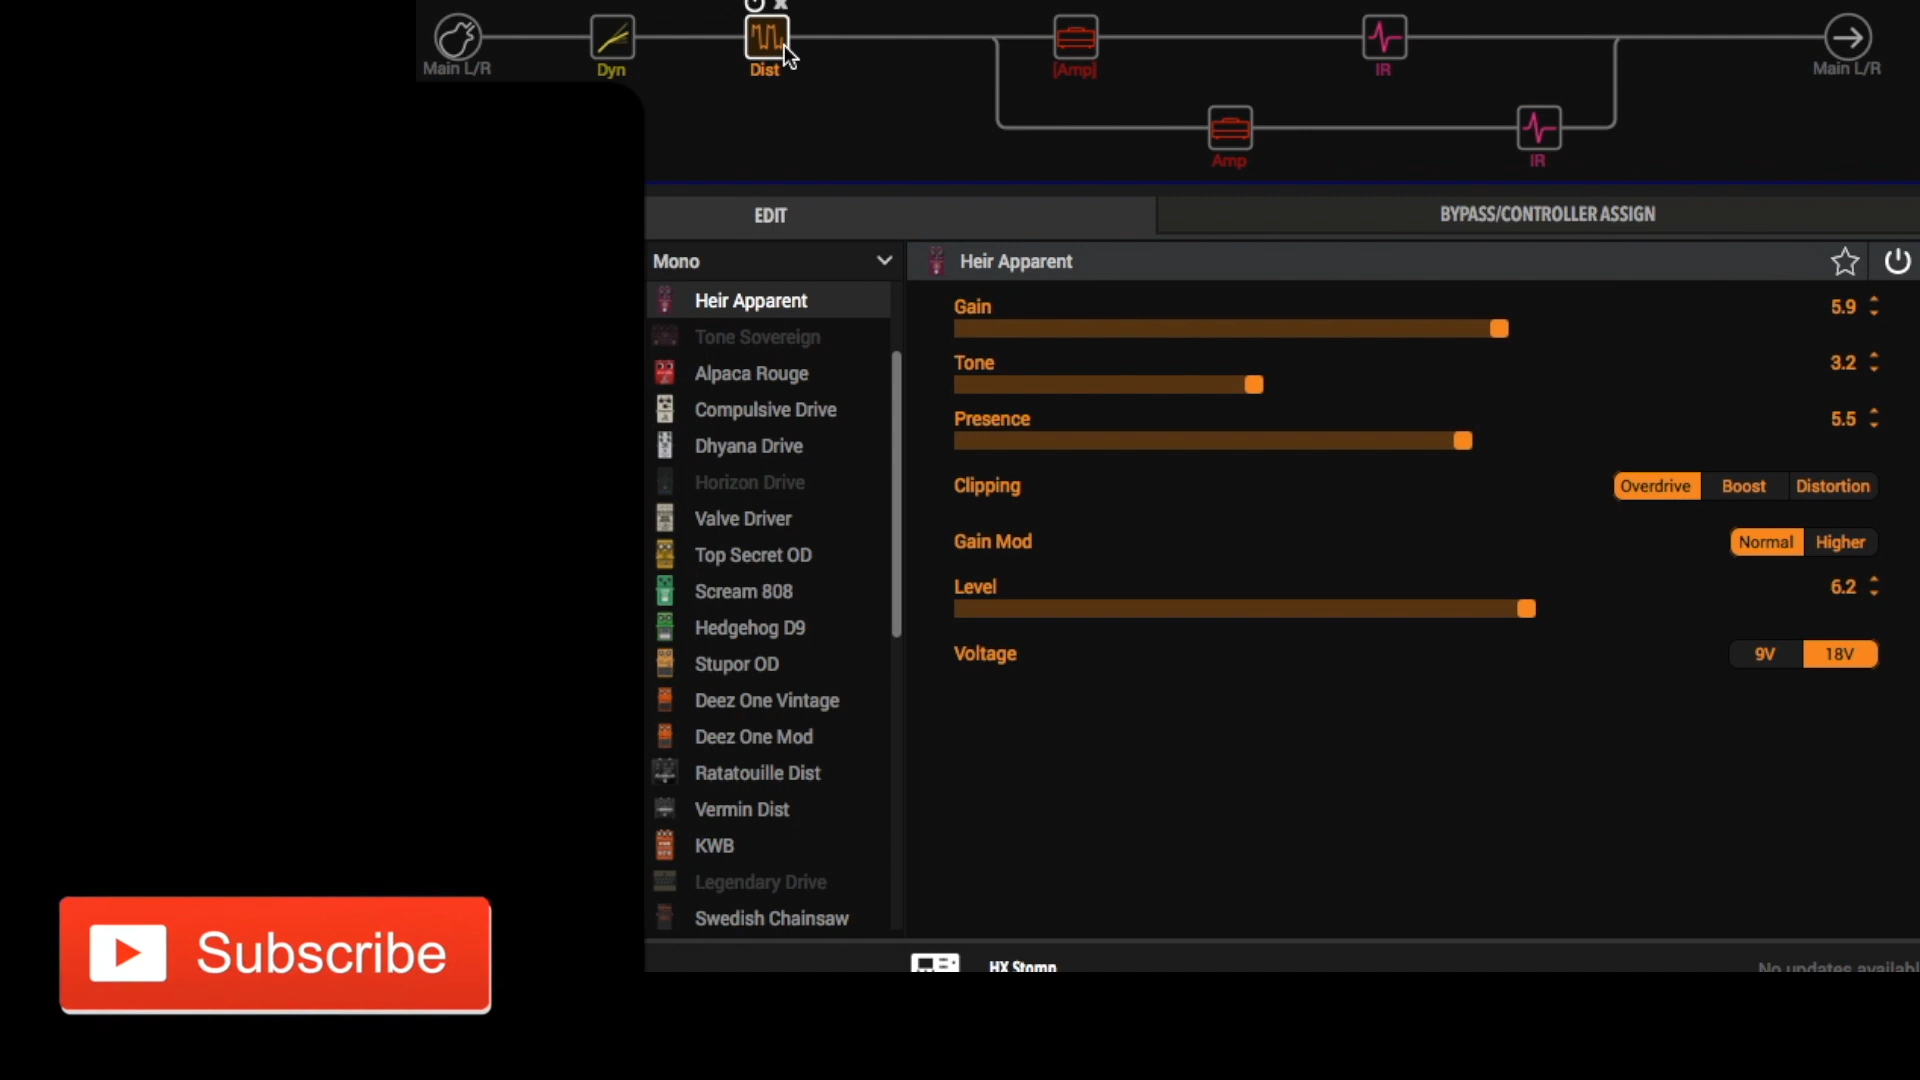 Main L/R
Dyn
Dist
[Amp]
IR
Main L/R
Amp
IR
EDIT
BYPASS/CONTROLLER ASSIGN
Mono
Heir Apparent
Heir Apparent
Tone Sovereign
Alpaca Rouge
Compulsive Drive
Dhyana Drive
Horizon Drive
Valve Driver
Top Secret OD
Scream 808
Hedgehog D9
Stupor OD
Deez One Vintage
Deez One Mod
Ratatouille Dist
Vermin Dist
KWB
Legendary Drive
Swedish Chainsaw
Gain 5.9
Tone 3.2
Presence 5.5
Clipping Overdrive Boost Distortion
Gain Mod Normal Higher
Level 6.2
Voltage 9V 18V
HX Stomp
No updates availabl
Subscribe